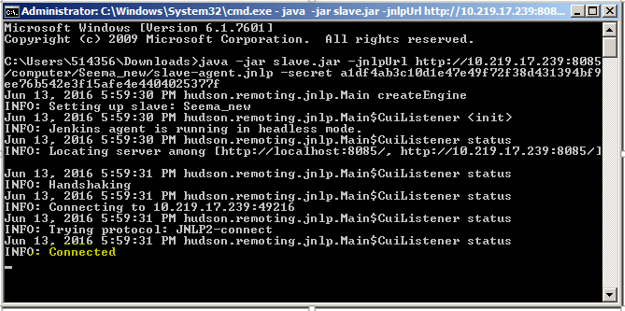 Administrator: C:\Windows\System32\cmd.exe - java -jar slave.jar -jnlpUrl http://10.219.17.239:808...
Microsoft Windows [Version 6.1.7601]
Copyright (c) 2009 Microsoft Corporation.  All rights reserved.
C:\Users\514356\Downloads>java -jar slave.jar -jnlpUrl http://10.219.17.239:8085
/computer/Seema_new/slave-agent.jnlp -secret a1df4ab3c10d1e47e49f72f38d431394bf9
ee76b542e3f15afe4e4404025377f
Jun 13, 2016 5:59:30 PM hudson.remoting.jnlp.Main createEngine
INFO: Setting up slave: Seema_new
Jun 13, 2016 5:59:30 PM hudson.remoting.jnlp.Main$CuiListener <init>
INFO: Jenkins agent is running in headless mode.
Jun 13, 2016 5:59:30 PM hudson.remoting.jnlp.Main$CuiListener status
INFO: Locating server among [http://localhost:8085/, http://10.219.17.239:8085/]
Jun 13, 2016 5:59:31 PM hudson.remoting.jnlp.Main$CuiListener status
INFO: Handshaking
Jun 13, 2016 5:59:31 PM hudson.remoting.jnlp.Main$CuiListener status
INFO: Connecting to 10.219.17.239:49216
Jun 13, 2016 5:59:31 PM hudson.remoting.jnlp.Main$CuiListener status
INFO: Trying protocol: JNLP2-connect
Jun 13, 2016 5:59:31 PM hudson.remoting.jnlp.Main$CuiListener status
INFO: Connected